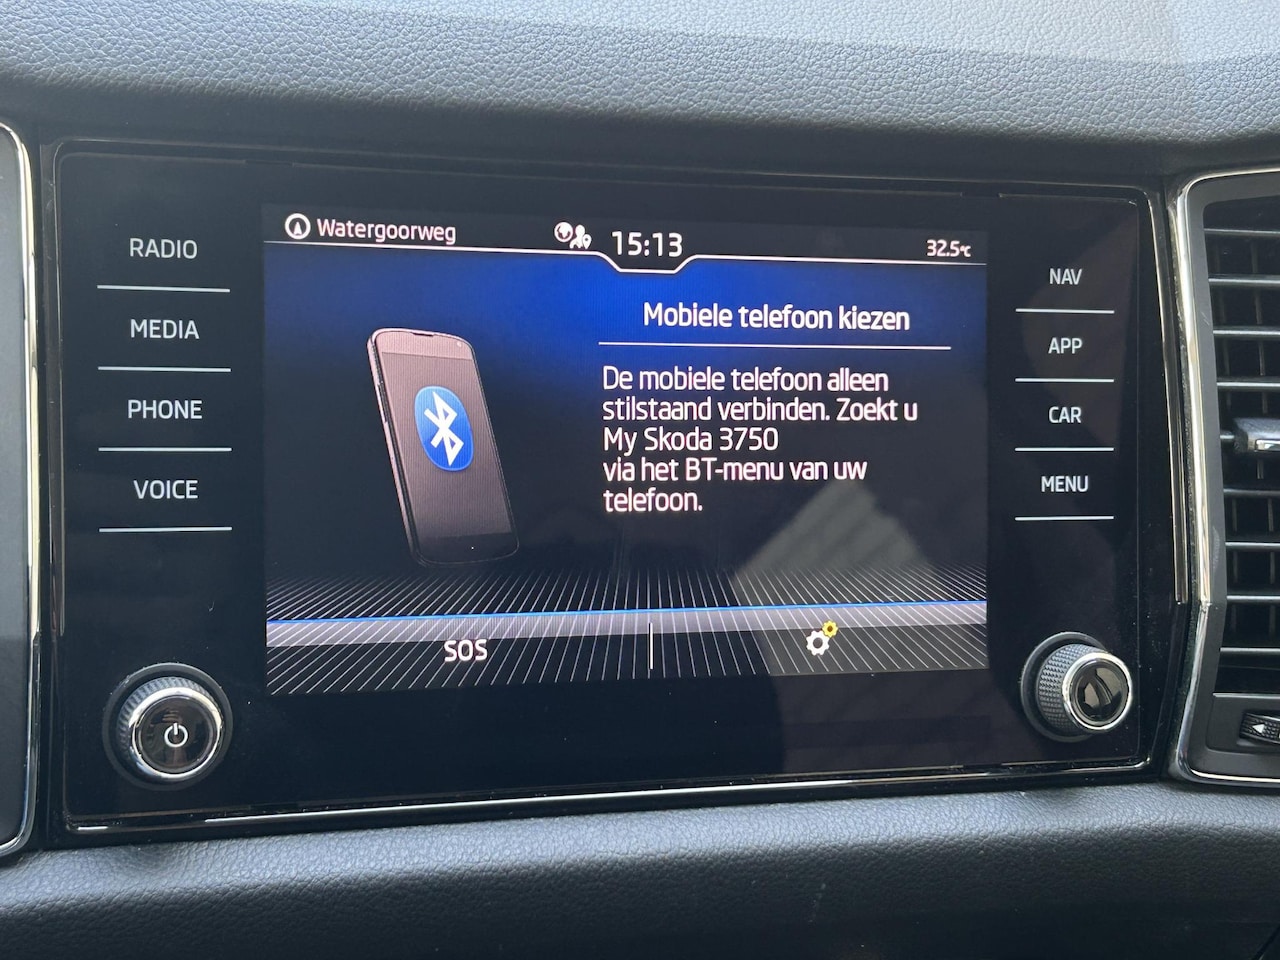 RADIO
MEDIA
PHONE
VOICE
Watergoorweg
15:13
32.5°C
Mobiele telefoon kiezen
De mobiele telefoon alleen
stilstaand verbinden. Zoekt u
My Skoda 3750
via het BT-menu van uw
telefoon.
SOS
NAV
APP
CAR
MENU